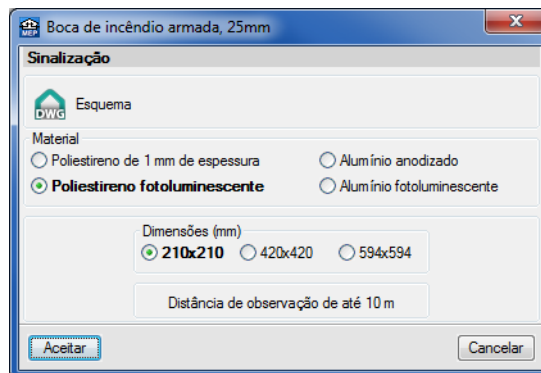 Boca de incêndio armada, 25mm
Sinalização
DWG Esquema
Material
Poliestireno de 1 mm de espessura Alumínio anodizado
Poliestireno fotoluminescente Alumínio fotoluminescente
Dimensões (mm)
210x210 420x420 594x594
Distância de observação de até 10 m
Aceitar Cancelar